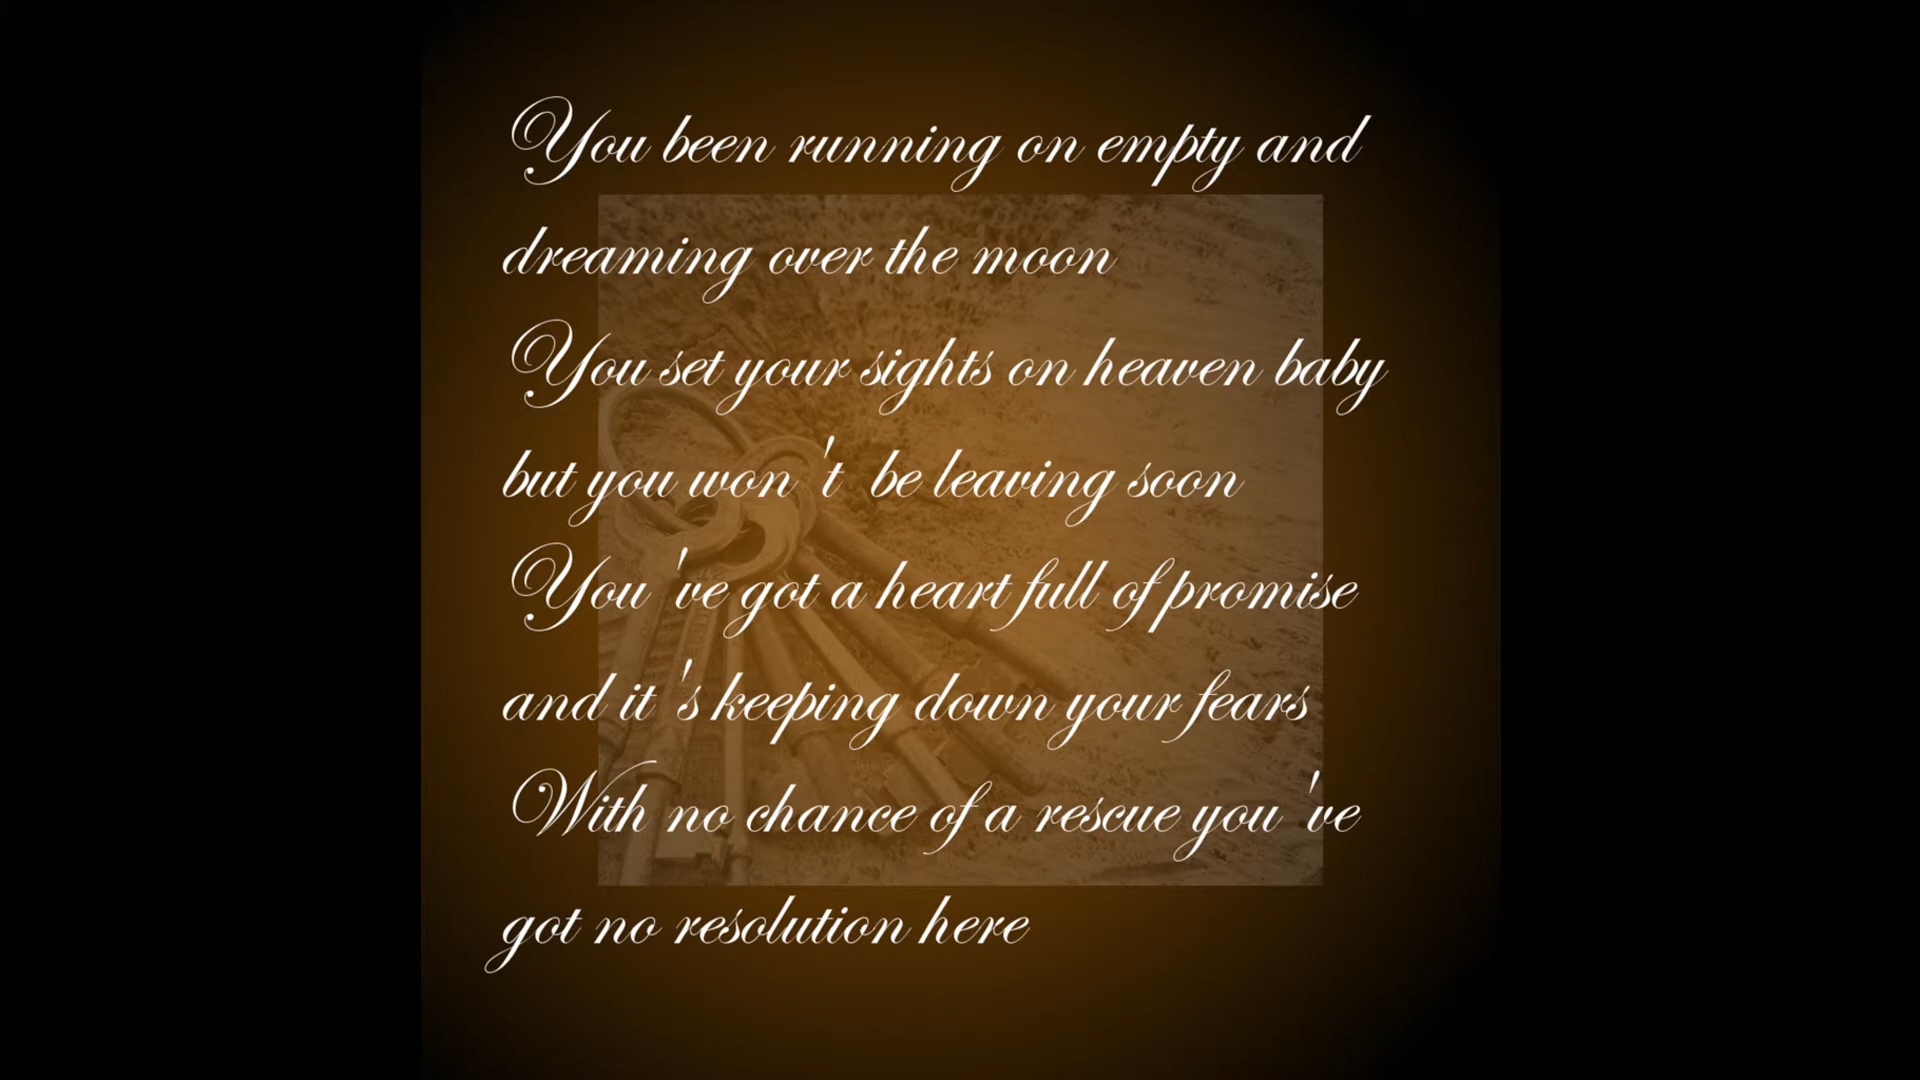 You been running on empty and
dreaming over the moon
You set your sights on heaven baby
but you won 't be leaving soon
You 've got a heart full of promise
and it 's keeping down your fears
With no chance of a rescue you 've
got no resolution here